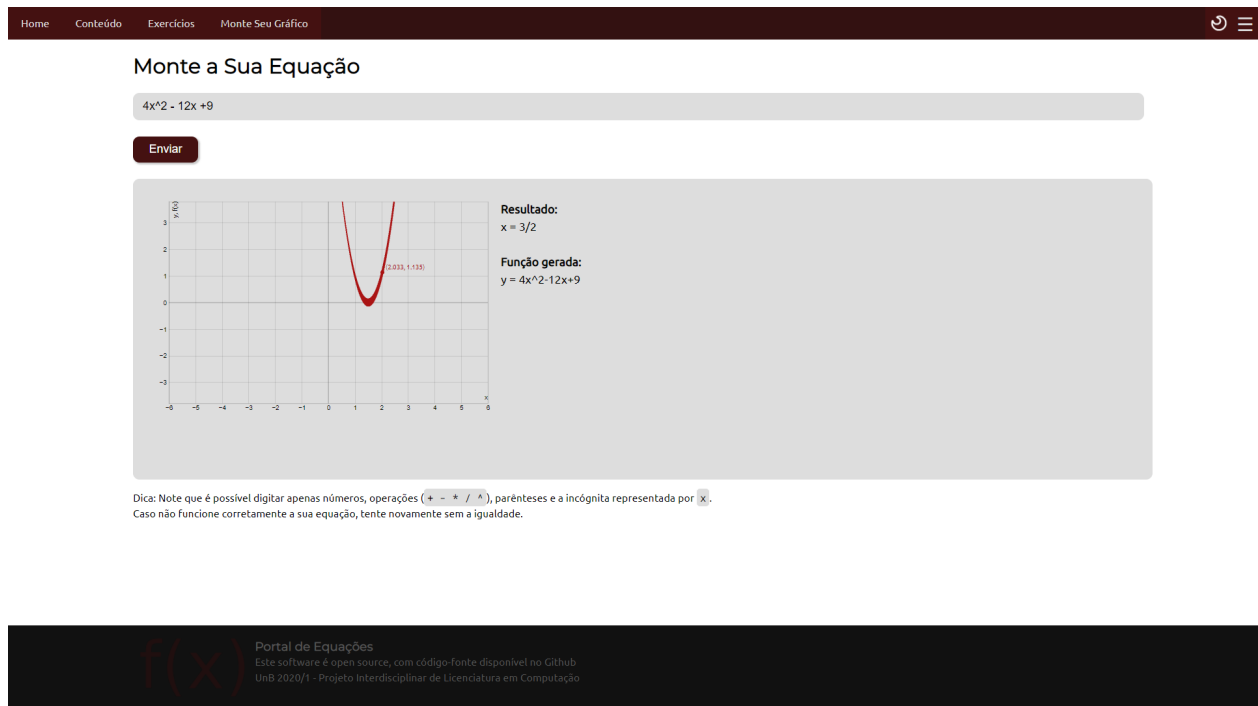 Home Conteúdo Exercícios Monte Seu Gráfico
Monte a Sua Equação
4x^2 - 12x +9
Enviar
y, f(x)
3
2
1
0
−1
−2
−3
(2.033, 1.135)
x
−6 −5 −4 −3 −2 −1 0 1 2 3 4 5 6
Resultado:
x = 3/2
Função gerada:
y = 4x^2-12x+9
Dica: Note que é possível digitar apenas números, operações ( + - * / ^ ), parênteses e a incógnita representada por x .
Caso não funcione corretamente a sua equação, tente novamente sem a igualdade.
f(x)
Portal de Equações
Este software é open source, com código-fonte disponível no Github
UnB 2020/1 - Projeto Interdisciplinar de Licenciatura em Computação